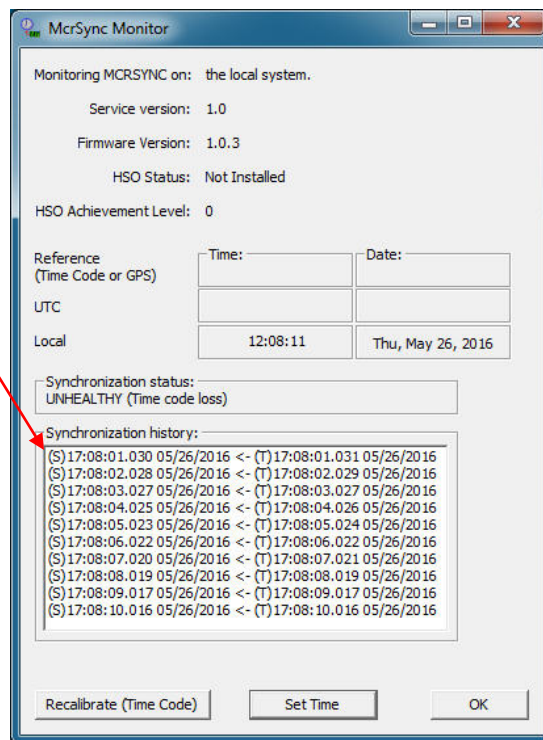 McrSync Monitor
Monitoring MCRSYNC on: the local system.
Service version: 1.0
Firmware Version: 1.0.3
HSO Status: Not Installed
HSO Achievement Level: 0
Time: Date:
Reference
(Time Code or GPS)
UTC
Local 12:08:11 Thu, May 26, 2016
Synchronization status:
UNHEALTHY (Time code loss)
Synchronization history:
(S)17:08:01.030 05/26/2016 <- (T)17:08:01.031 05/26/2016
(S)17:08:02.028 05/26/2016 <- (T)17:08:02.029 05/26/2016
(S)17:08:03.027 05/26/2016 <- (T)17:08:03.027 05/26/2016
(S)17:08:04.025 05/26/2016 <- (T)17:08:04.026 05/26/2016
(S)17:08:05.023 05/26/2016 <- (T)17:08:05.024 05/26/2016
(S)17:08:06.022 05/26/2016 <- (T)17:08:06.022 05/26/2016
(S)17:08:07.020 05/26/2016 <- (T)17:08:07.021 05/26/2016
(S)17:08:08.019 05/26/2016 <- (T)17:08:08.019 05/26/2016
(S)17:08:09.017 05/26/2016 <- (T)17:08:09.017 05/26/2016
(S)17:08:10.016 05/26/2016 <- (T)17:08:10.016 05/26/2016
Recalibrate (Time Code) Set Time OK